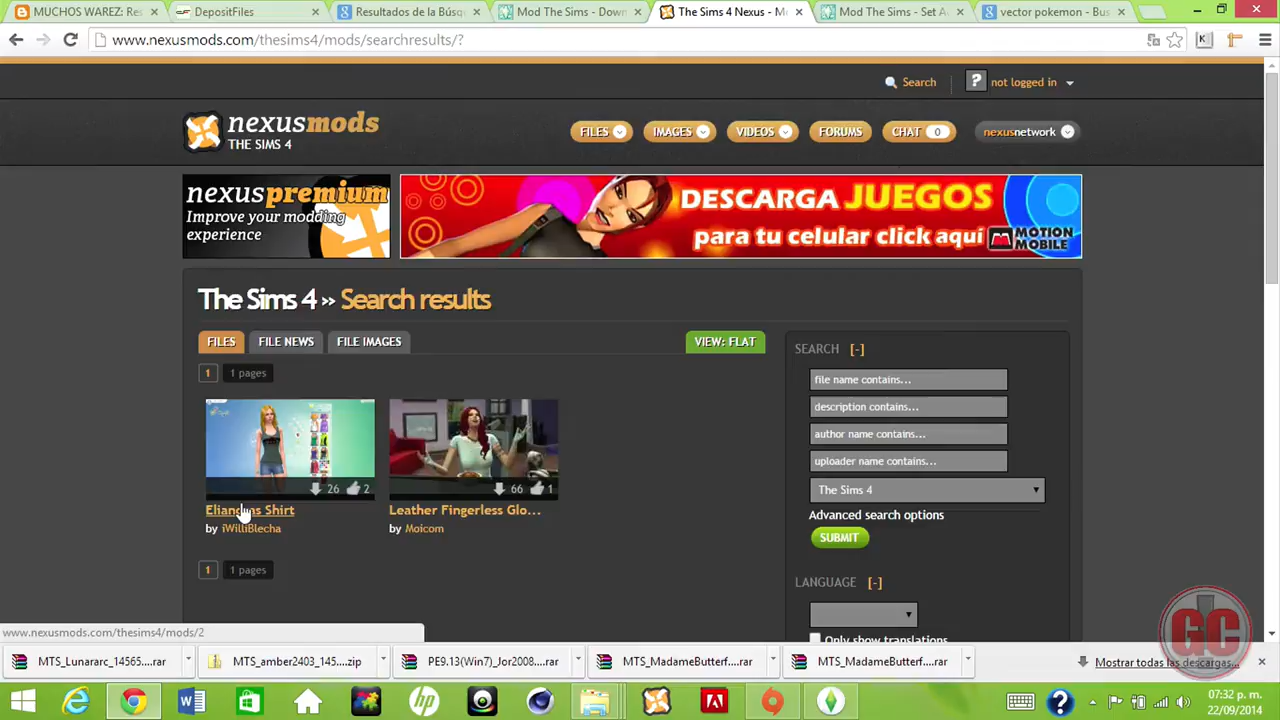 MUCHOS WAREZ: Re
DepositFiles
Resultados de la Búsq
Mod The Sims - Down
The Sims 4 Nexus - M
Mod The Sims - Set A
vector pokemon - Bus
www.nexusmods.com/thesims4/mods/searchresults/?
Search
? not logged in
nexusmods
THE SIMS 4
FILES
IMAGES
VIDEOS
FORUMS
CHAT 0
nexusnetwork
nexuspremium
Improve your modding
experience
DESCARGA JUEGOS
para tu celular click aqui
MOTION
MOBILE
The Sims 4 » Search results
FILES
FILE NEWS
FILE IMAGES
VIEW: FLAT
1 1 pages
26 2
66 1
Shirt
Leather Fingerless Glo...
by iWilliBlecha
by Moicom
1 1 pages
SEARCH [-]
file name contains...
description contains...
author name contains...
uploader name contains...
The Sims 4
Advanced search options
SUBMIT
LANGUAGE [-]
Only show translations
www.nexusmods.com/thesims4/mods/2
MTS_Lunararc_14565...rar
MTS_amber2403_145....zip
PE9.13(Win7)_Jor2008....rar
MTS_MadameButterf....rar
MTS_MadameButterf....rar
Mostrar todas las descargas...
GC
07:32 p. m.
22/09/2014